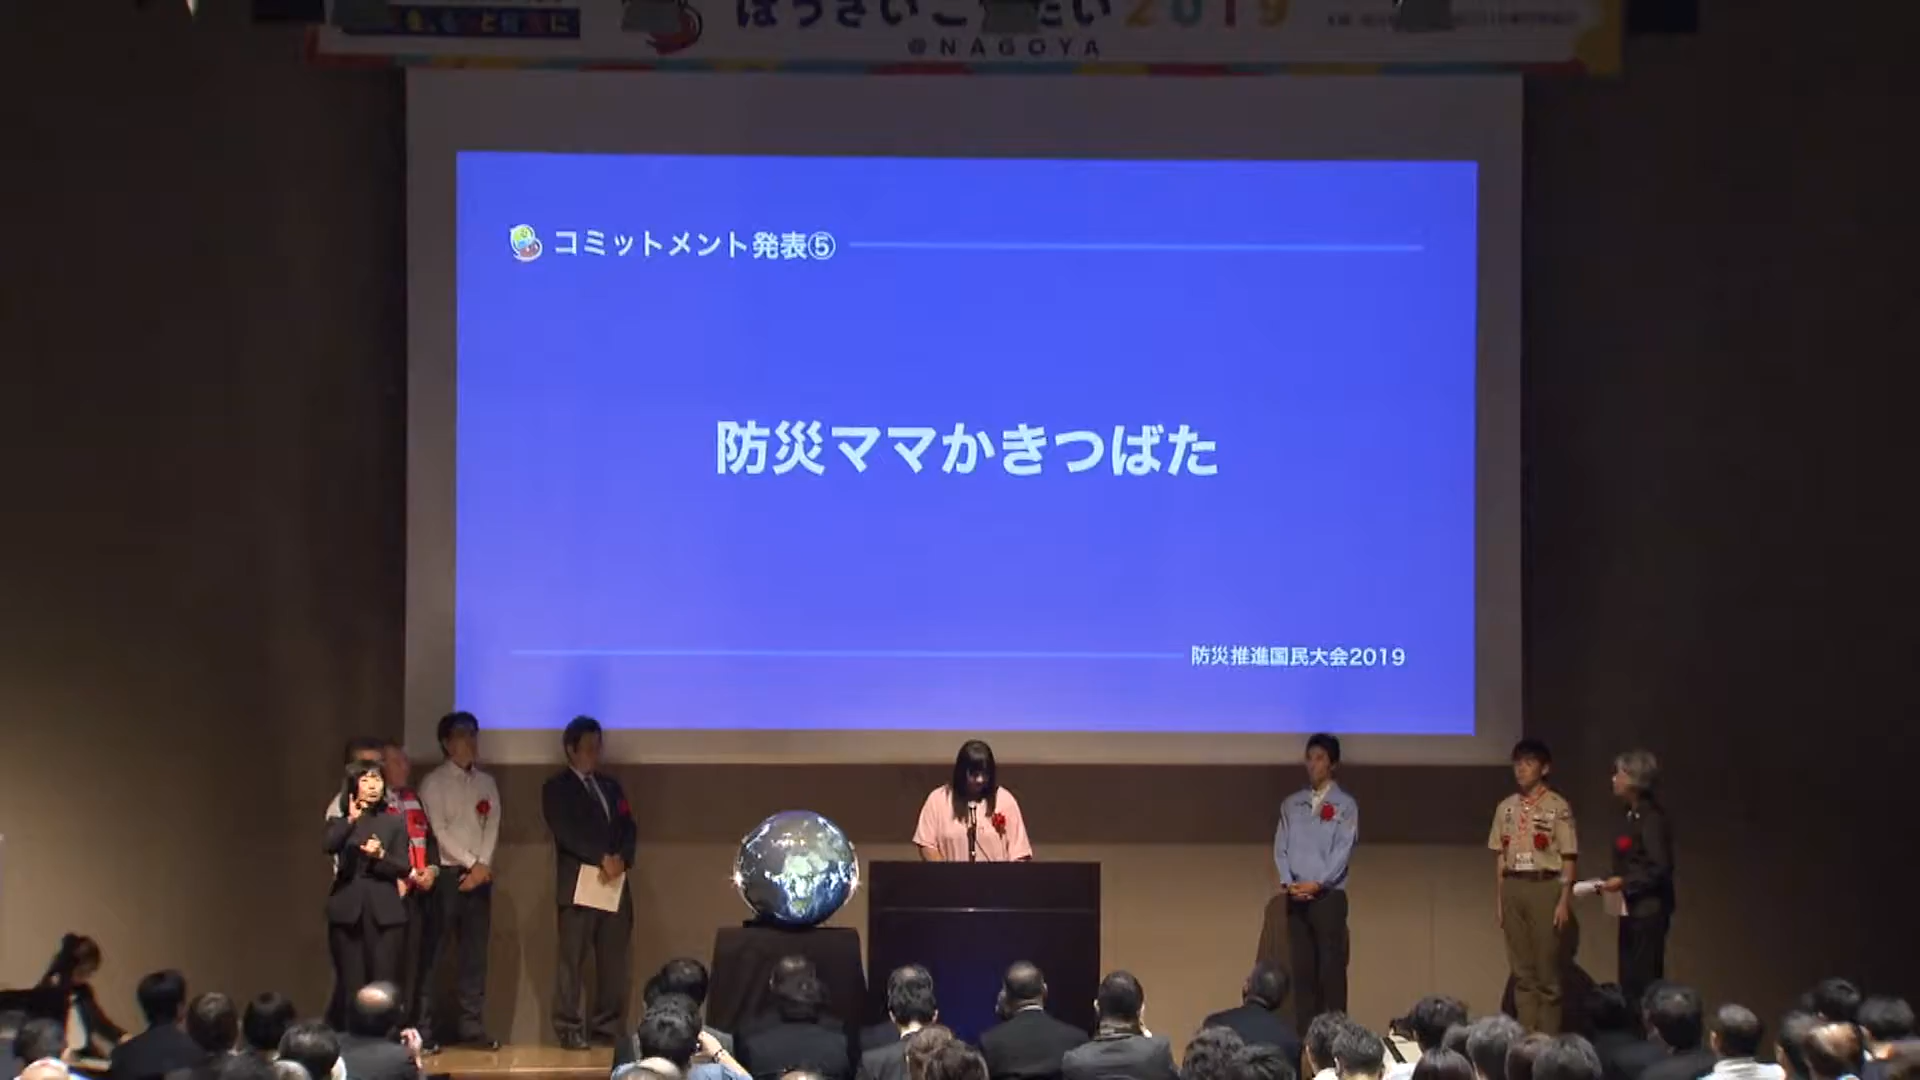 ぼうさいこくたい2019
@NAGOYA
コミットメント発表⑤
防災ママかきつばた
防災推進国民大会2019